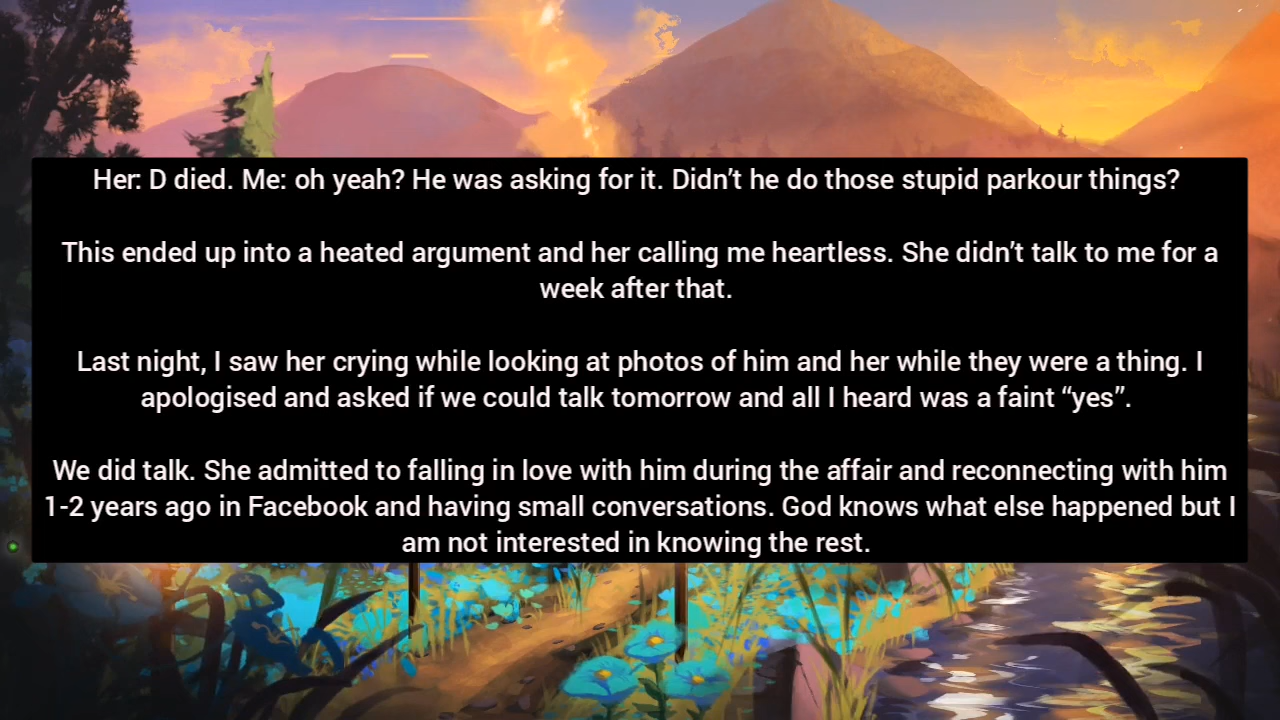 Her: D died. Me: oh yeah? He was asking for it. Didn’t he do those stupid parkour things?
This ended up into a heated argument and her calling me heartless. She didn’t talk to me for a
week after that.
Last night, I saw her crying while looking at photos of him and her while they were a thing. I
apologised and asked if we could talk tomorrow and all I heard was a faint “yes”.
We did talk. She admitted to falling in love with him during the affair and reconnecting with him
1-2 years ago in Facebook and having small conversations. God knows what else happened but I
am not interested in knowing the rest.